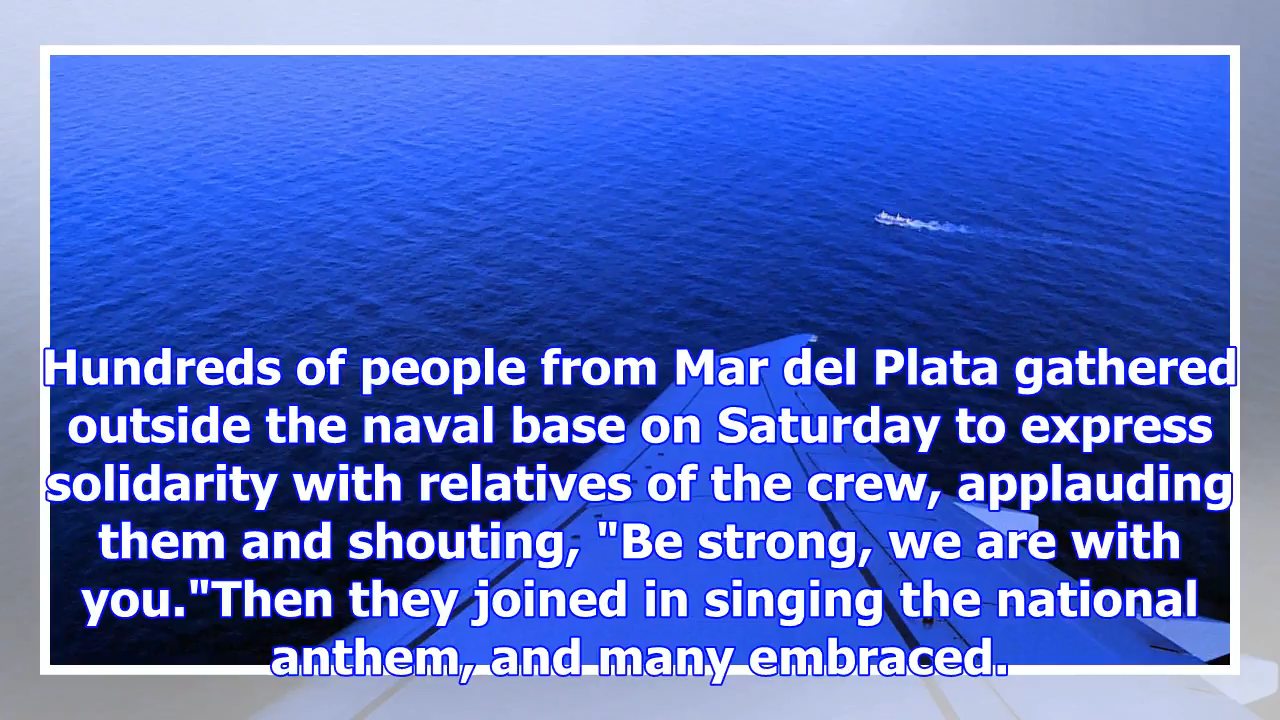 Hundreds of people from Mar del Plata gathered
outside the naval base on Saturday to express
solidarity with relatives of the crew, applauding
them and shouting, "Be strong, we are with
you."Then they joined in singing the national
anthem, and many embraced.